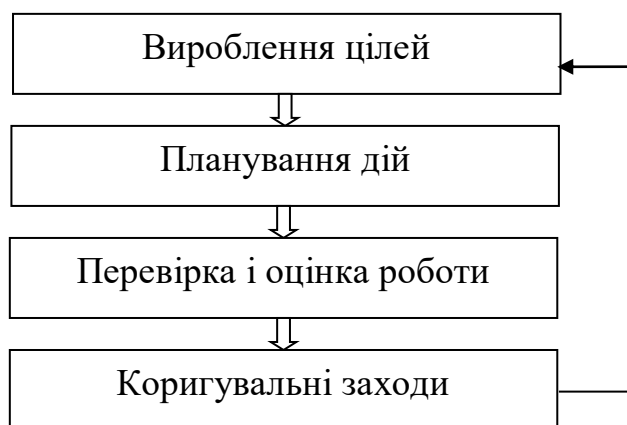 Вироблення цілей
Планування дій
Перевірка і оцінка роботи
Коригувальні заходи